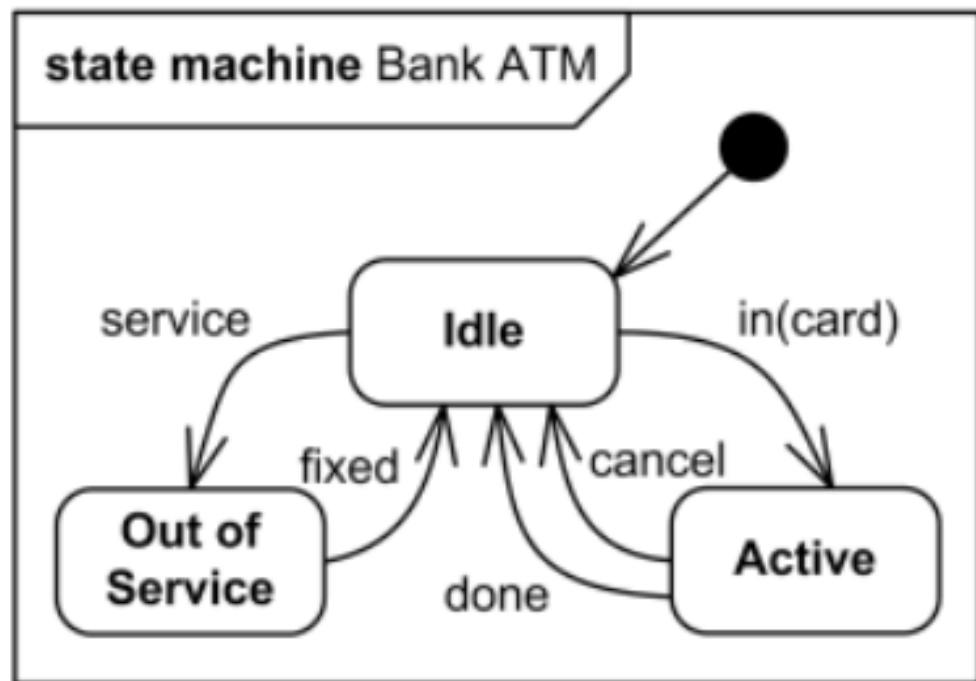 state machine Bank ATM
Idle
service
in(card)
fixed
cancel
Out of
Service
done
Active